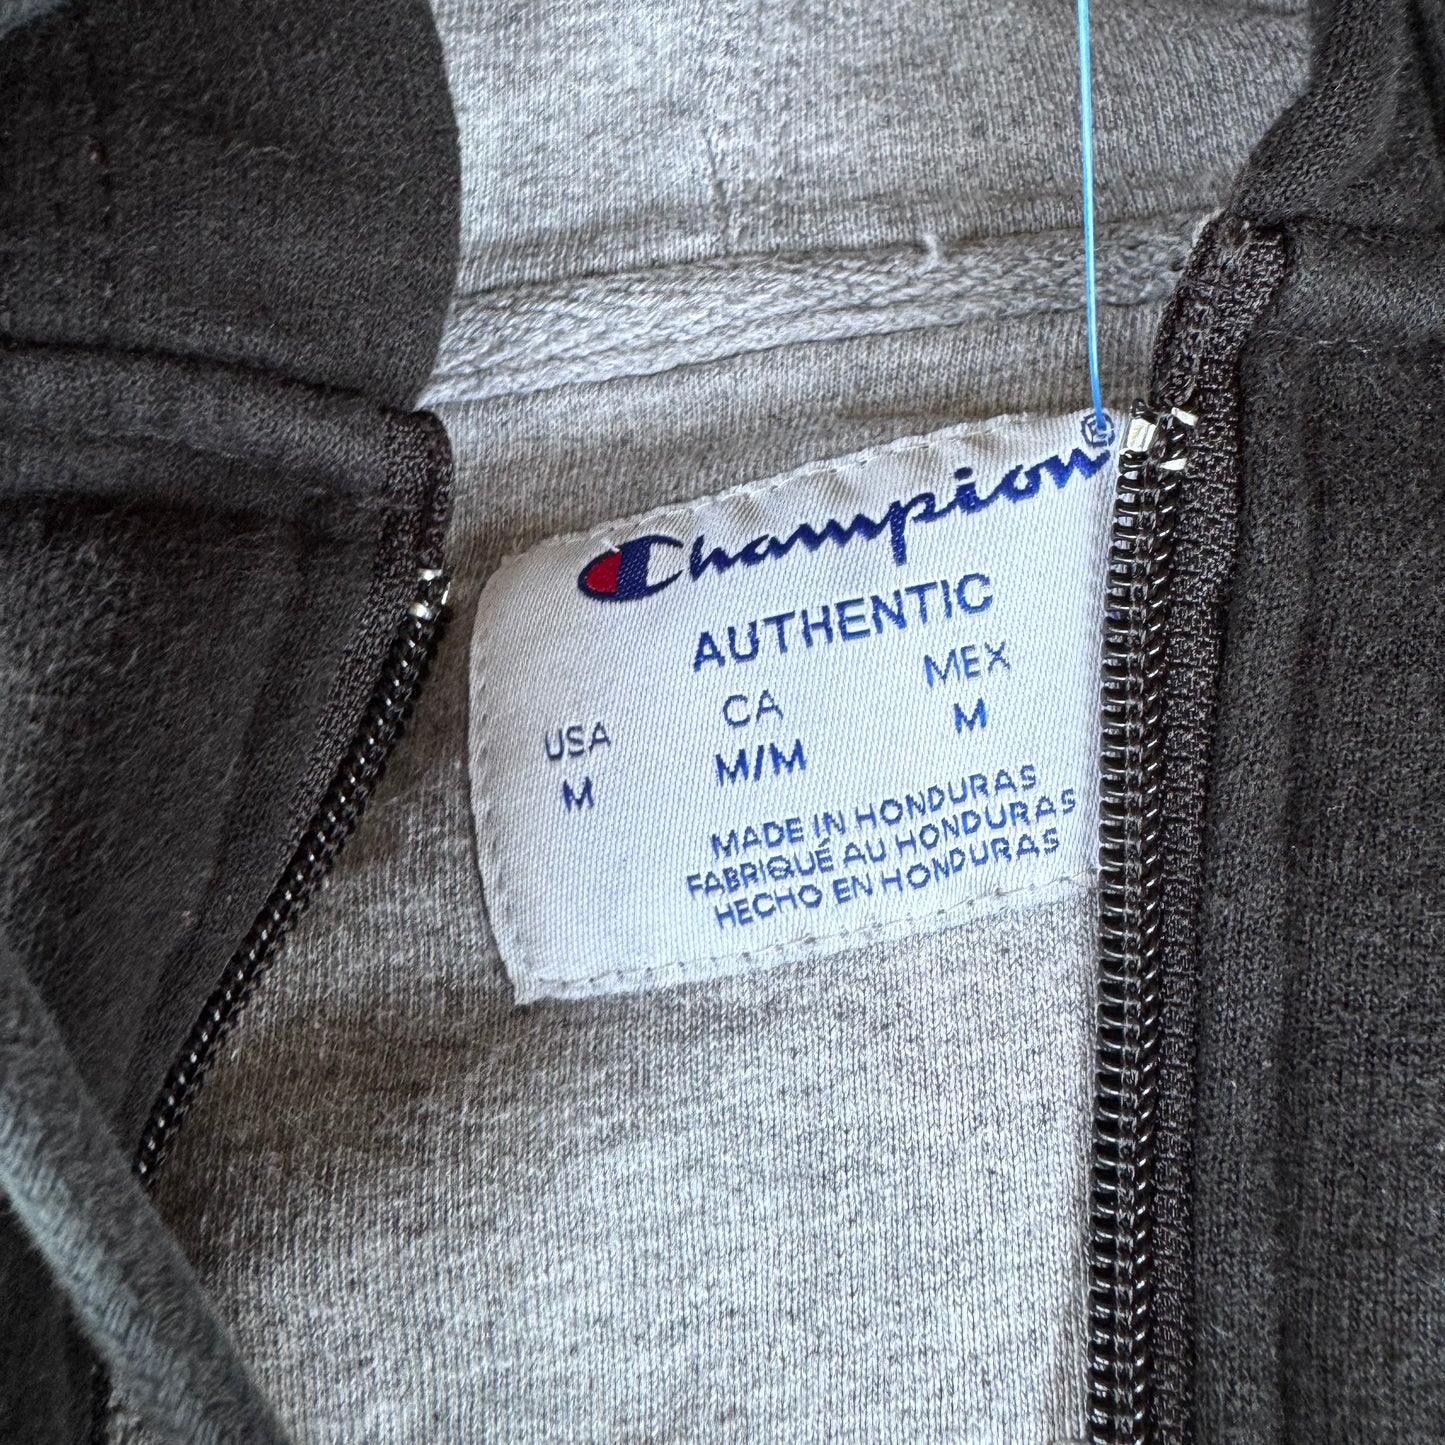 Champion®
AUTHENTIC
USA CA MEX
M M/M M
MADE IN HONDURAS
FABRIQUÉ AU HONDURAS
HECHO EN HONDURAS